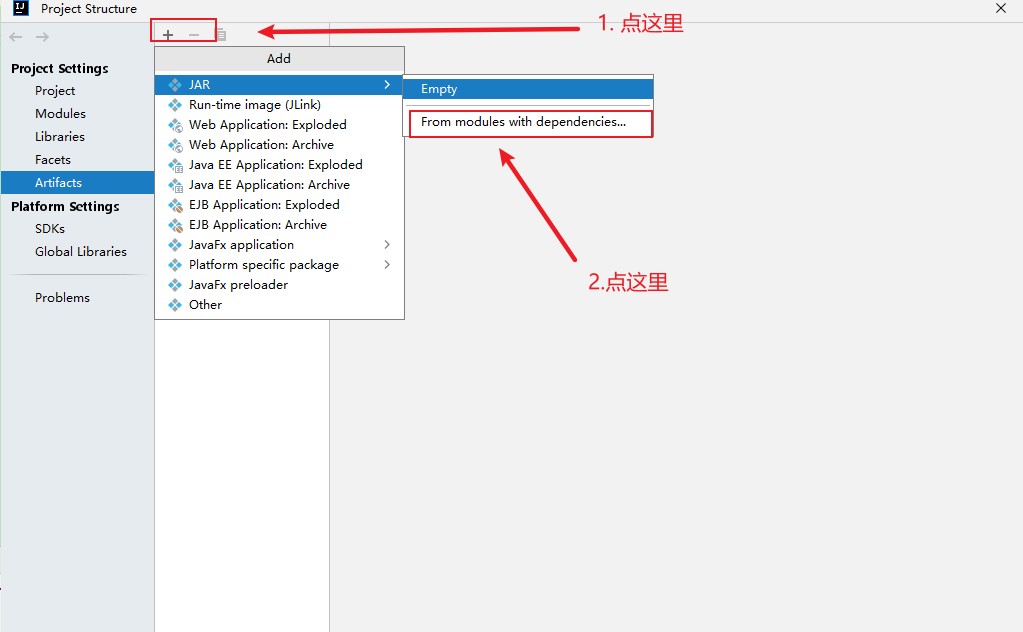 IJ Project Structure
1. 点这里
Add
Project Settings
Project
Modules
Libraries
Facets
Artifacts
Platform Settings
SDKs
Global Libraries
Problems
JAR
Run-time image (JLink)
Web Application: Exploded
Web Application: Archive
Java EE Application: Exploded
Java EE Application: Archive
EJB Application: Exploded
EJB Application: Archive
JavaFx application
Platform specific package
JavaFx preloader
Other
Empty
From modules with dependencies...
2.点这里